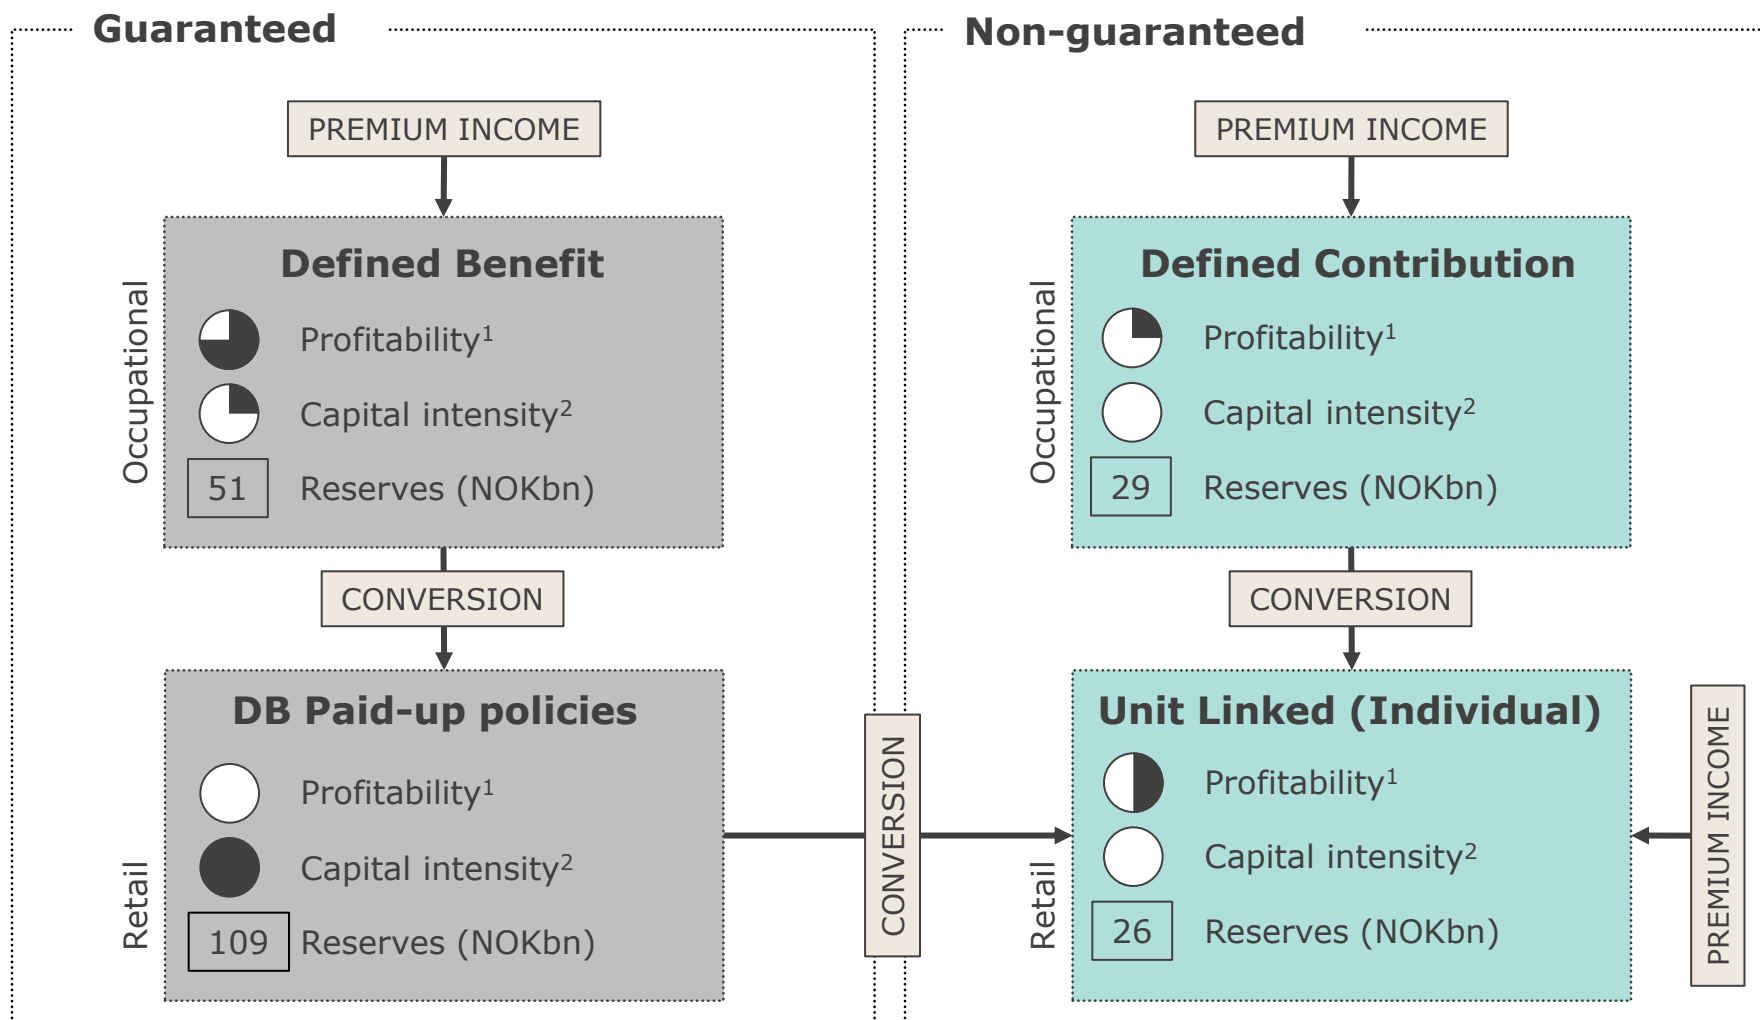 Guaranteed
PREMIUM INCOME
Occupational
Defined Benefit
Profitability¹
Capital intensity²
51 Reserves (NOKbn)
CONVERSION
Retail
DB Paid-up policies
Profitability¹
Capital intensity²
109 Reserves (NOKbn)
CONVERSION
Non-guaranteed
PREMIUM INCOME
Occupational
Defined Contribution
Profitability¹
Capital intensity²
29 Reserves (NOKbn)
CONVERSION
Retail
Unit Linked (Individual)
Profitability¹
Capital intensity²
26 Reserves (NOKbn)
PREMIUM INCOME